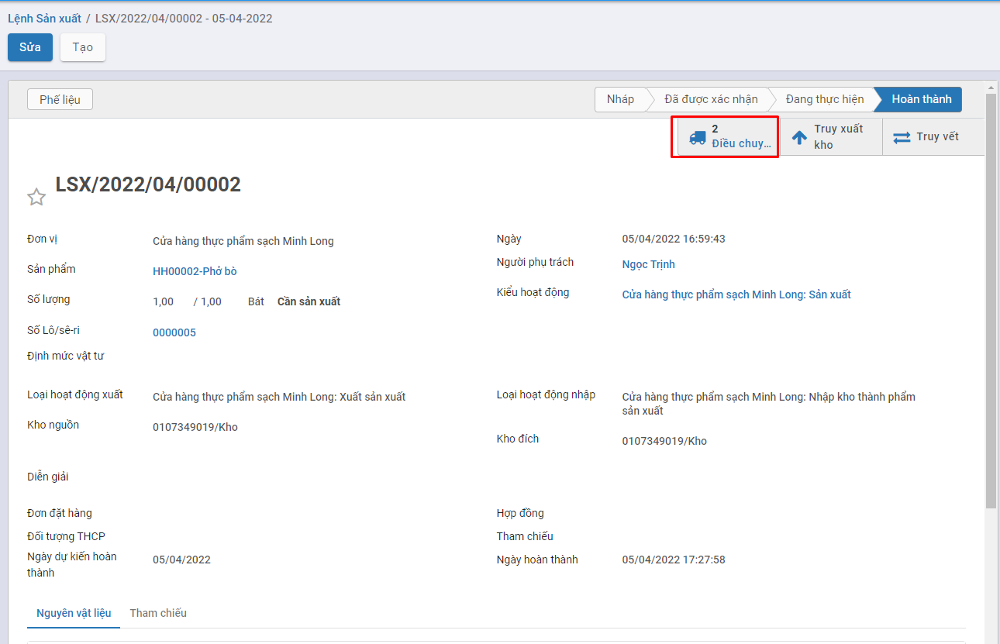 Lệnh Sản xuất / LSX/2022/04/00002 - 05-04-2022
Sửa Tạo
Phế liệu Nháp Đã được xác nhận Đang thực hiện Hoàn thành
2 Điều chuy...
Truy xuất kho
Truy vết
LSX/2022/04/00002
Đơn vị Cửa hàng thực phẩm sạch Minh Long
Ngày 05/04/2022 16:59:43
Sản phẩm HH00002-Phở bò
Người phụ trách Ngọc Trịnh
Số lượng 1,00 / 1,00 Bát Cần sản xuất
Kiểu hoạt động Cửa hàng thực phẩm sạch Minh Long: Sản xuất
Số Lô/sê-ri 0000005
Định mức vật tư
Loại hoạt động xuất Cửa hàng thực phẩm sạch Minh Long: Xuất sản xuất
Loại hoạt động nhập Cửa hàng thực phẩm sạch Minh Long: Nhập kho thành phẩm
sản xuất
Kho nguồn 0107349019/Kho
Kho đích 0107349019/Kho
Diễn giải
Đơn đặt hàng Hợp đồng
Đối tượng THCP Tham chiếu
Ngày dự kiến hoàn
thành 05/04/2022
Ngày hoàn thành 05/04/2022 17:27:58
Nguyên vật liệu Tham chiếu